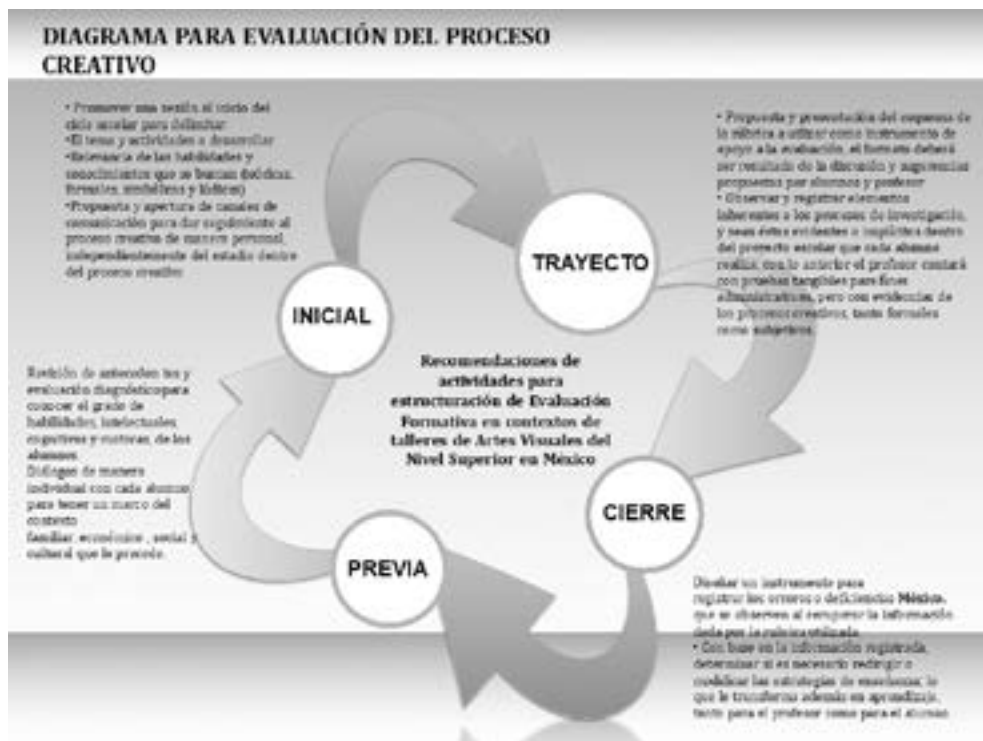 DIAGRAMA PARA EVALUACIÓN DEL PROCESO
CREATIVO
• Promover una sesión al inicio del
ciclo escolar para delimitar
•El tema y actividades a desarrollar
•Relevancia de las habilidades y
conocimientos que se buscan (teóricos,
formales, simbólicos y lúdicos)
•Propuesta y apertura de canales de
comunicación para dar seguimiento al
proceso creativo de manera personal,
independientemente del estadio dentre
del proceso creativo
• Propuesta y presentación del esquema de
la rúbrica a utilizar como instrumento de
apoyo a la evaluación, el formato deberá
ser resultado de la discusión y sugerencias
propuestas por alumnos y profesor
• Observar y registrar elementos
inherentes a los procesos de investigación,
y sean éstos evidentes o implícitos dentro
del proyecto escolar que cada alumno
realiza, con lo anterior el profesor contará
con pruebas tangibles para fines
administrativos, pero con evidencias de
los procesos creativos, tanto formales
como subjetivos.
TRAYECTO
INICIAL
Recomendaciones de
actividades para
estructuración de Evaluación
Formativa en contextos de
talleres de Artes Visuales del
Nivel Superior en México
Revisión de antecedentes y
evaluación diagnóstica para
conocer el grado de
habilidades, intelectuales,
cognitivas y motoras, de los
alumnos
Dialogar de manera
individual con cada alumno
para tener un marco del
contexto
familiar, económico , social y
cultural que le precede.
CIERRE
PREVIA
Diseñar un instrumento para
registrar los errores o deficiencias México.
que se observen al recuperar la información
dada por la rúbrica utilizada
• Con base en la información registrada,
determinar si es necesario redirigir o
modificar las estrategias de enseñanza, lo
que le transforma además en aprendizaje,
tanto para el profesor como para el alumno